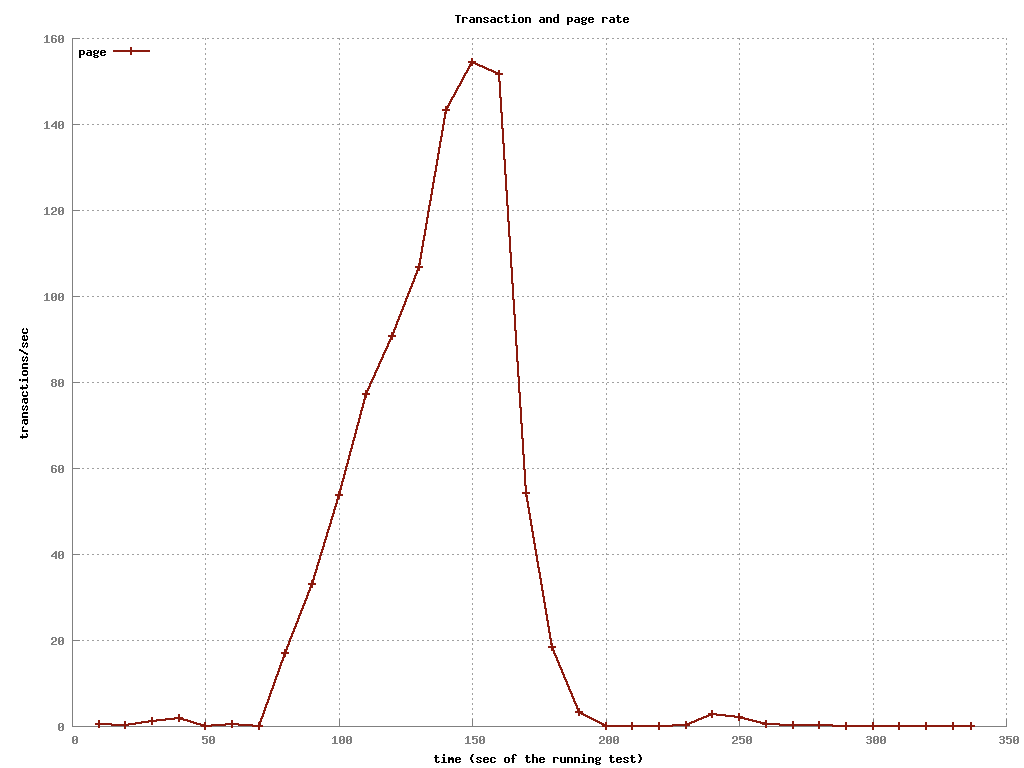 Transaction and page rate
160
page
140
120
100
80
60
40
20
0
transactions/sec
0 50 100 150 200 250 300 350
time (sec of the running test)